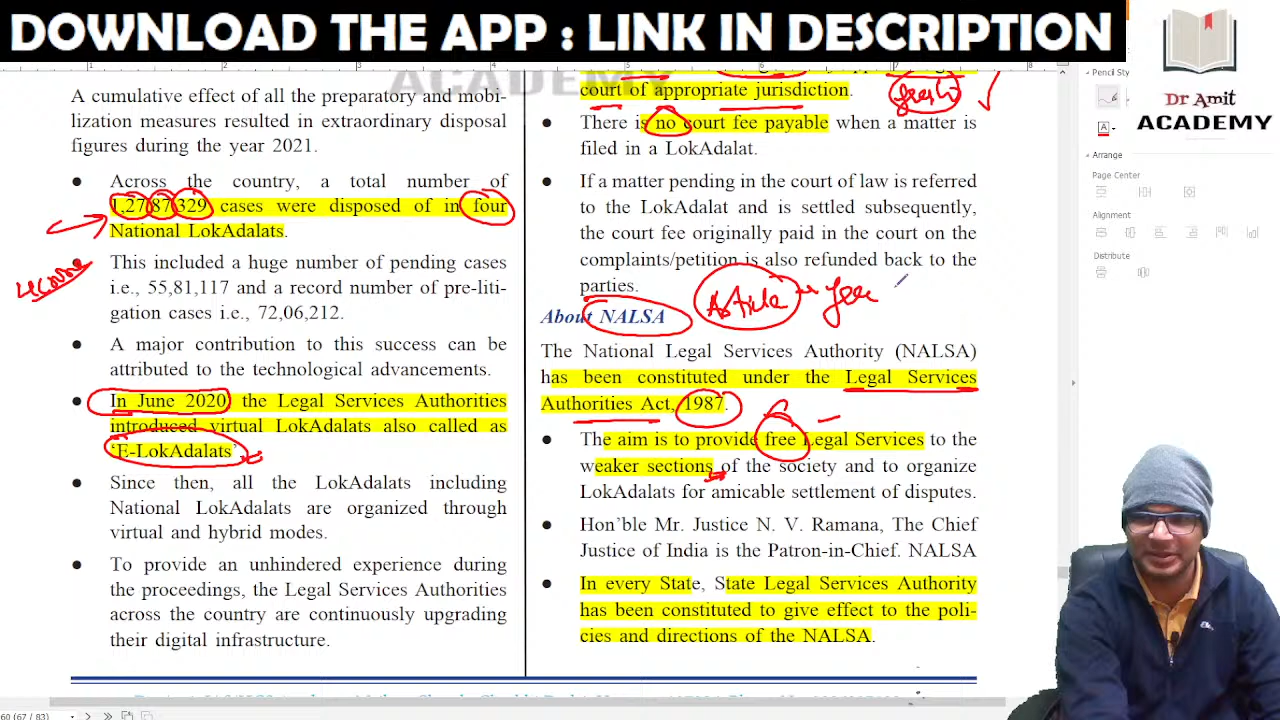 DOWNLOAD THE APP : LINK IN DESCRIPTION
Dr Amit
ACADEMY
1
2
3
4
5
6
7
8
A cumulative effect of all the preparatory and mobi-
lization measures resulted in extraordinary disposal
figures during the year 2021.
● Across the country, a total number of
1,27,87,329 cases were disposed of in four
National LokAdalats.
This included a huge number of pending cases
i.e., 55,81,117 and a record number of pre-liti-
gation cases i.e., 72,06,212.
● A major contribution to this success can be
attributed to the technological advancements.
● In June 2020 the Legal Services Authorities
introduced virtual LokAdalats also called as
‘E-LokAdalats’.
● Since then, all the LokAdalats including
National LokAdalats are organized through
virtual and hybrid modes.
● To provide an unhindered experience during
the proceedings, the Legal Services Authorities
across the country are continuously upgrading
their digital infrastructure.
court of appropriate jurisdiction.
● There is no court fee payable when a matter is
filed in a LokAdalat.
● If a matter pending in the court of law is referred
to the LokAdalat and is settled subsequently,
the court fee originally paid in the court on the
complaints/petition is also refunded back to the
parties.
Article
About NALSA
The National Legal Services Authority (NALSA)
has been constituted under the Legal Services
Authorities Act, 1987.
● The aim is to provide free Legal Services to the
weaker sections of the society and to organize
LokAdalats for amicable settlement of disputes.
● Hon’ble Mr. Justice N. V. Ramana, The Chief
Justice of India is the Patron-in-Chief. NALSA
● In every State, State Legal Services Authority
has been constituted to give effect to the poli-
cies and directions of the NALSA.
Pencil Sty
Arrange
Page Center
Alignment
Distribute
60 (67 / 83)